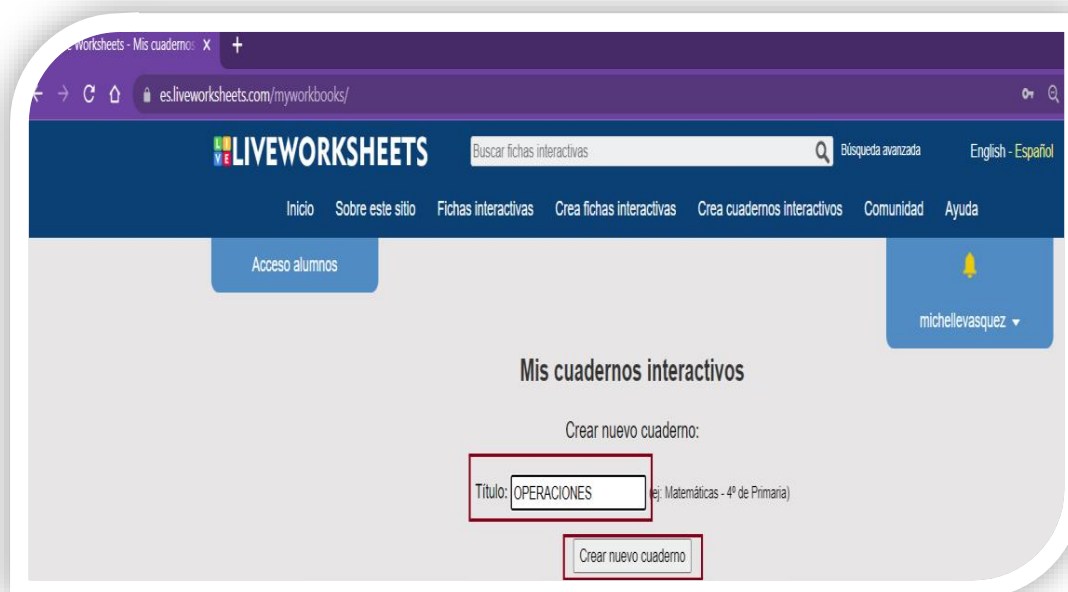 Worksheets - Mis cuadernos X +
es.liveworksheets.com/myworkbooks/
LIVE LIVEWORKSHEETS
Buscar fichas interactivas
Búsqueda avanzada
English - Español
Inicio Sobre este sitio Fichas interactivas Crea fichas interactivas Crea cuadernos interactivos Comunidad Ayuda
Acceso alumnos
michellevasquez
Mis cuadernos interactivos
Crear nuevo cuaderno:
Título: OPERACIONES ej: Matemáticas - 4º de Primaria)
Crear nuevo cuaderno